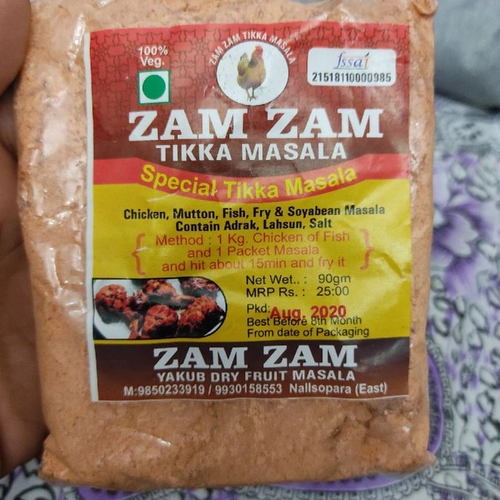 100%
Veg.
ZAM ZAM TIKKA MASALA
fssai
21518110000985
ZAM ZAM
TIKKA MASALA
Special Tikka Masala
Chicken, Mutton, Fish, Fry & Soyabean Masala
Contain Adrak, Lahsun, Salt
Method : 1 Kg. Chicken of Fish
and 1 Packet Masala
and hit about 15min and fry it
Net Wet.. : 90gm
MRP Rs. : 25:00
Pkd: Aug. 2020
Best Before 8th Month
From date of Packaging
ZAM ZAM
YAKUB DRY FRUIT MASALA
M:9850233919 / 9930158553 Nallsopara (East)